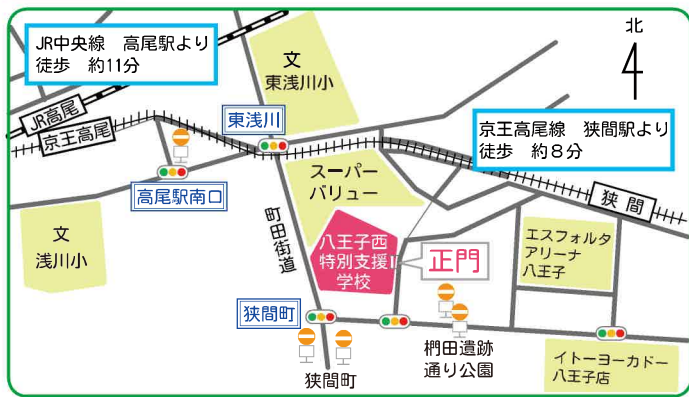 JR中央線　高尾駅より
徒歩　約11分
北
文
東浅川小
JR高尾
京王高尾
東浅川
京王高尾線　狭間駅より
徒歩　約８分
高尾駅南口
スーパー
バリュー
狭間
町田街道
文
浅川小
八王子西
特別支援
学校
正門
エスフォルタ
アリーナ
八王子
狭間町
狭間町
椚田遺跡
通り公園
イトーヨーカドー
八王子店